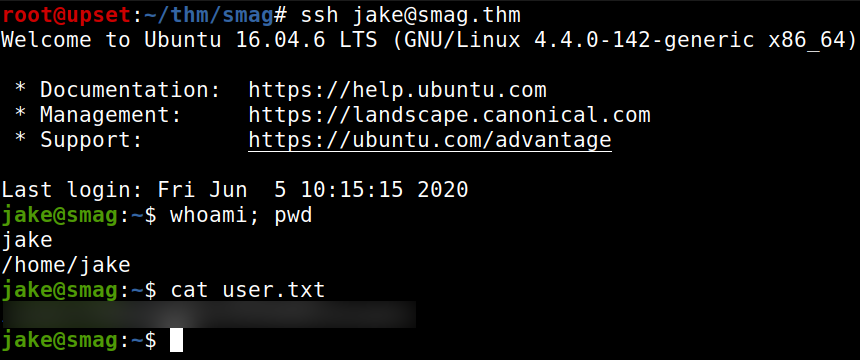 root@upset:~/thm/smag# ssh jake@smag.thm
Welcome to Ubuntu 16.04.6 LTS (GNU/Linux 4.4.0-142-generic x86_64)
 * Documentation:  https://help.ubuntu.com
 * Management:     https://landscape.canonical.com
 * Support:        https://ubuntu.com/advantage
Last login: Fri Jun  5 10:15:15 2020
jake@smag:~$ whoami; pwd
jake
/home/jake
jake@smag:~$ cat user.txt
jake@smag:~$